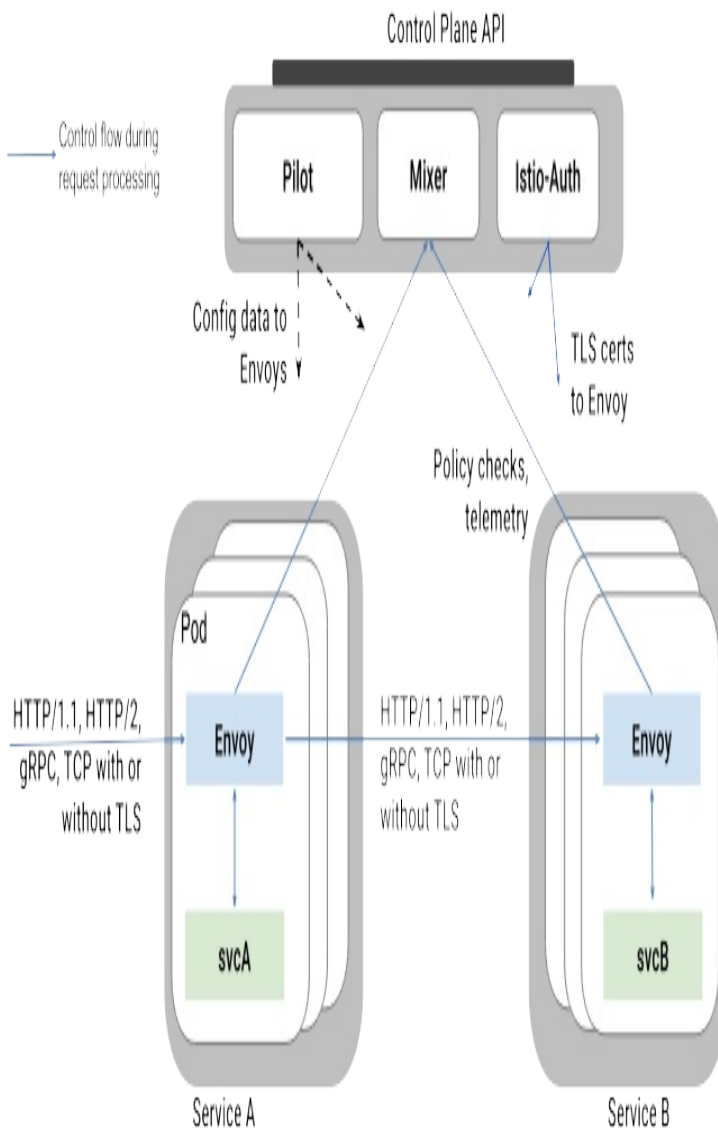 Control Plane API
Control flow during
request processing
Pilot
Mixer
Istio-Auth
Config data to
Envoys
TLS certs
to Envoy
Policy checks,
telemetry
Pod
HTTP/1.1, HTTP/2,
gRPC, TCP with or
without TLS
Envoy
HTTP/1.1, HTTP/2,
gRPC, TCP with or
without TLS
Envoy
svcA
svcB
Service A
Service B